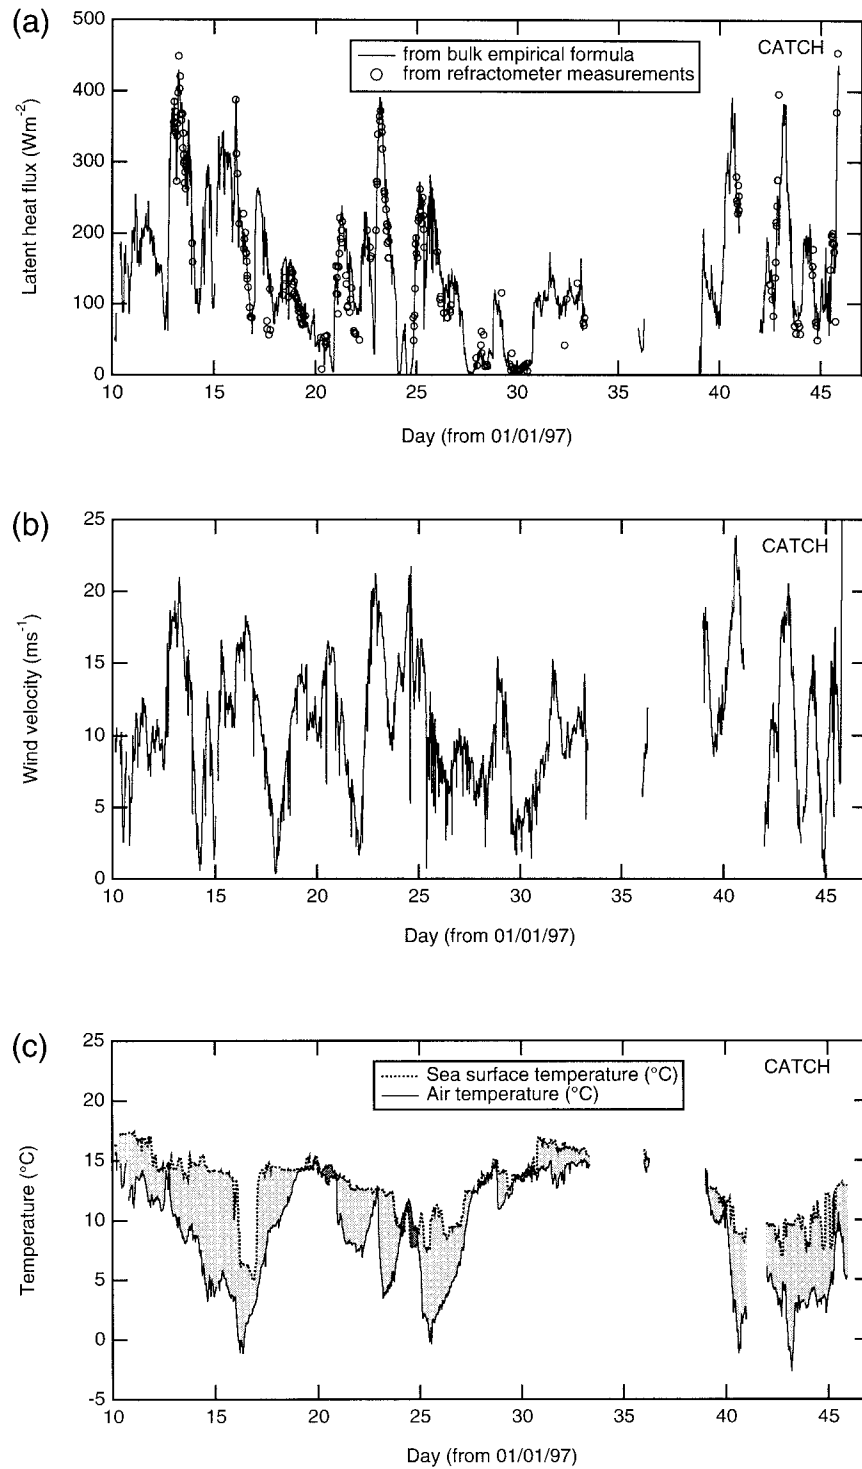 (a)
500
400
300
200
100
0
Latent heat flux (Wm-2)
from bulk empirical formula
from refractometer measurements
CATCH
10 15 20 25 30 35 40 45
Day (from 01/01/97)
(b)
25
20
15
10
5
0
Wind velocity (ms-1)
CATCH
10 15 20 25 30 35 40 45
Day (from 01/01/97)
(c)
25
20
15
10
5
0
-5
Temperature (°C)
Sea surface temperature (°C)
Air temperature (°C)
CATCH
10 15 20 25 30 35 40 45
Day (from 01/01/97)